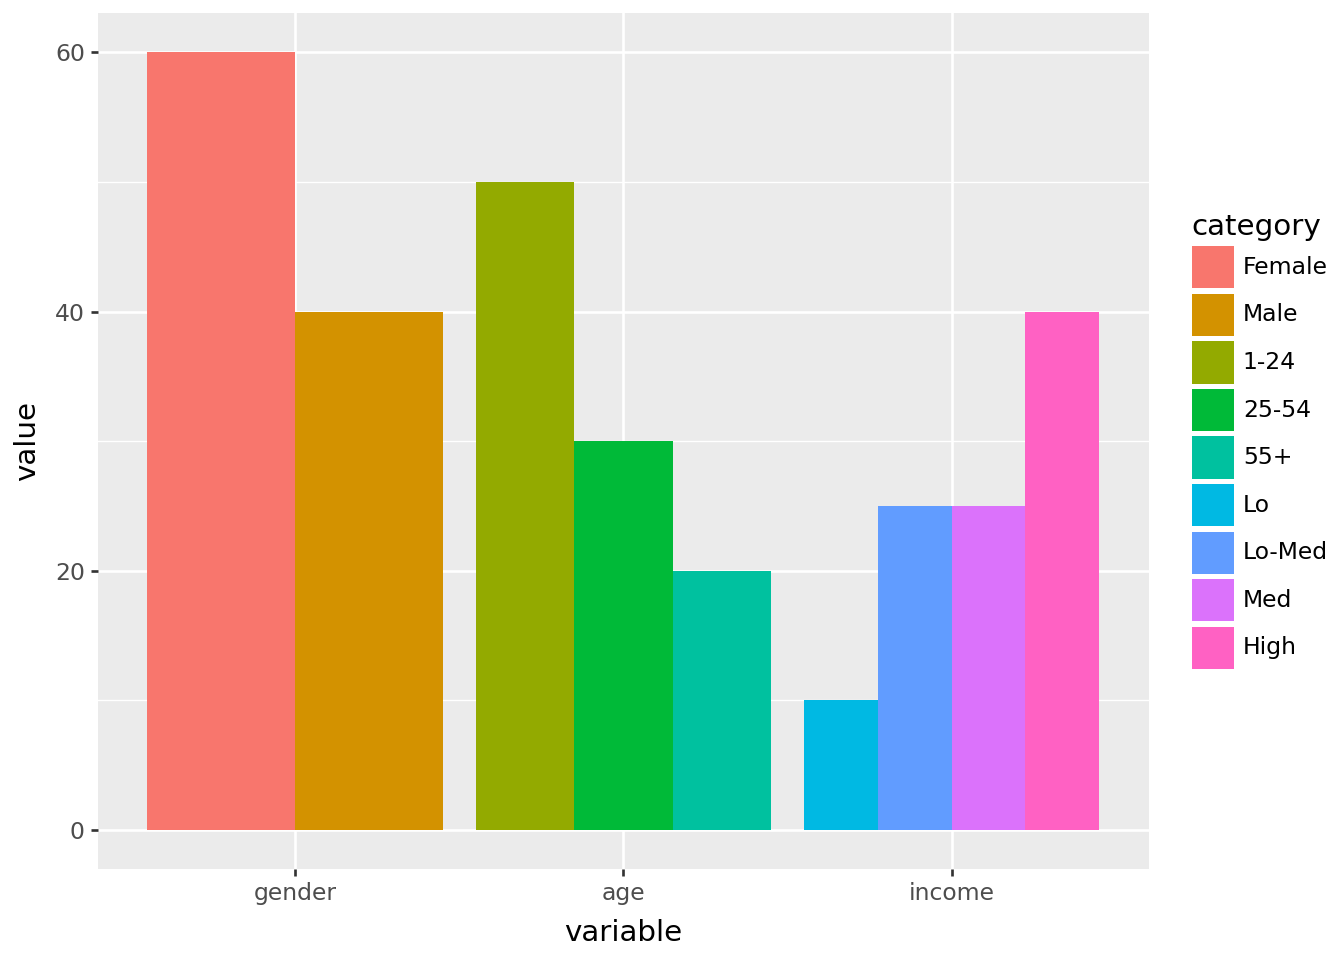 60
40
20
0
value
gender age income
variable
category
Female
Male
1-24
25-54
55+
Lo
Lo-Med
Med
High